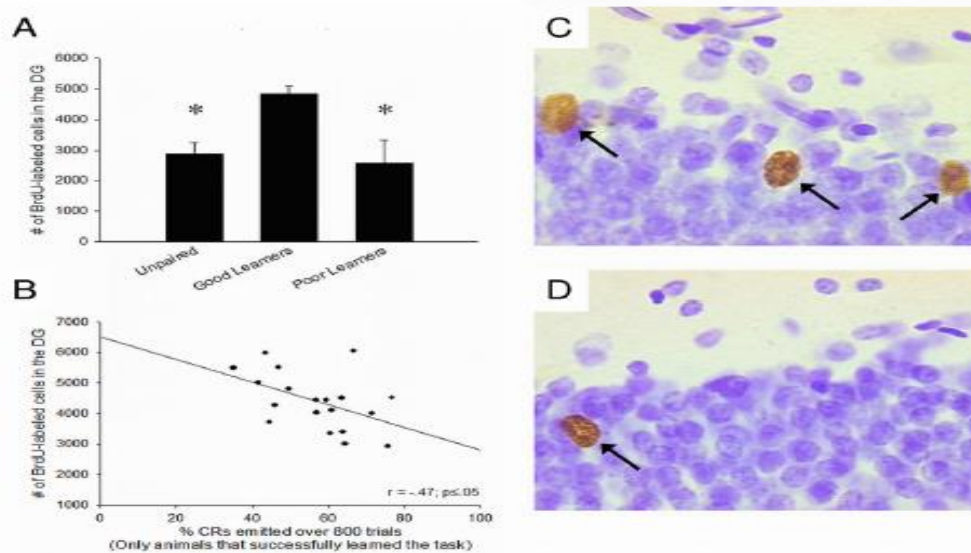 A
# of BrdU-labeled cells in the DG
6000
5000
4000
3000
2000
1000
0
*
*
Unpaired
Good Learners
Poor Learners
B
# of BrdU-labeled cells in the DG
7000
6000
5000
4000
3000
2000
1000
0
20
40
60
80
100
r = -.47; p≤.05
% CRs emitted over 800 trials
(Only animals that successfully learned the task)
C
D